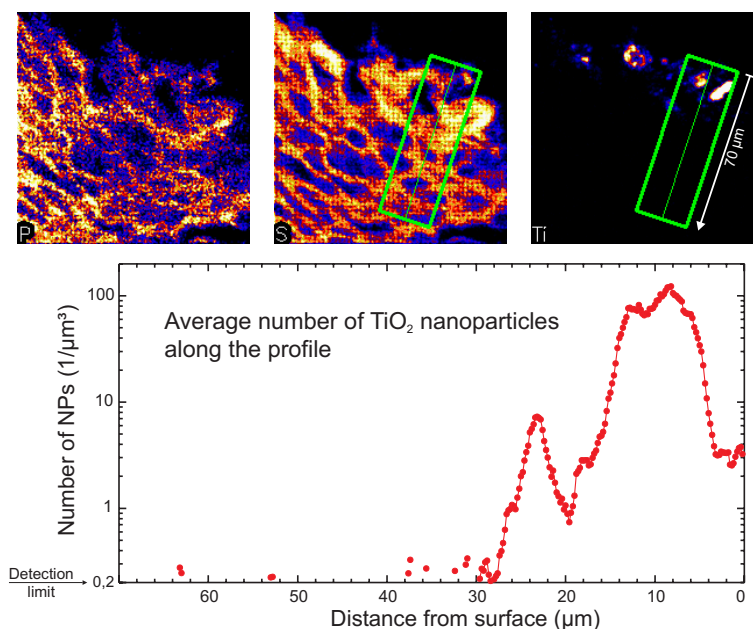 P
S
Ti
70 µm
Average number of TiO₂ nanoparticles
along the profile
Number of NPs (1/µm³)
100
10
1
0,2
Detection
limit
60
50
40
30
20
10
0
Distance from surface (µm)